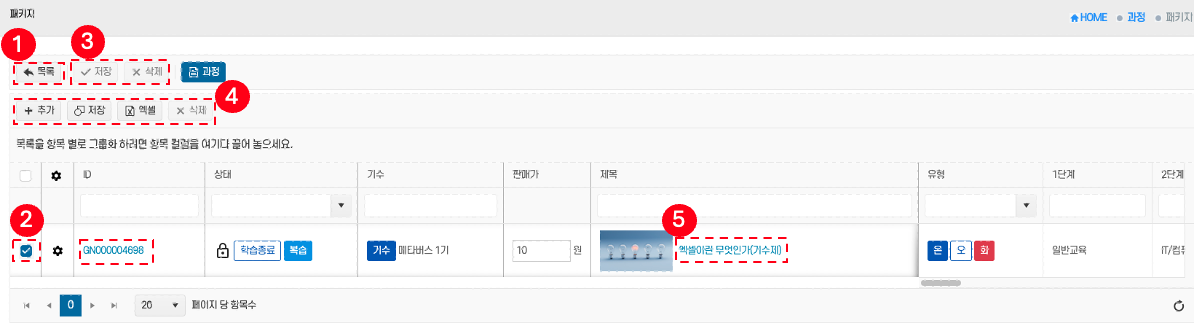 패키지
HOME 과정 패키지
1 3
목록 저장 삭제 과정
4
추가 저장 엑셀 삭제
목록을 항목 별로 그룹화 하려면 항목 컬럼을 여기다 끌어 놓으세요.
ID 상태 기수 판매가 제목 유형 1단계 2단계
2 5
GN000004698 학습종료 복습 기수 메타버스 1기 10 원 엑셀이란 무엇인가(기수제) 온 오 화 일반교육 IT/컴퓨
0 20 페이지 당 항목수